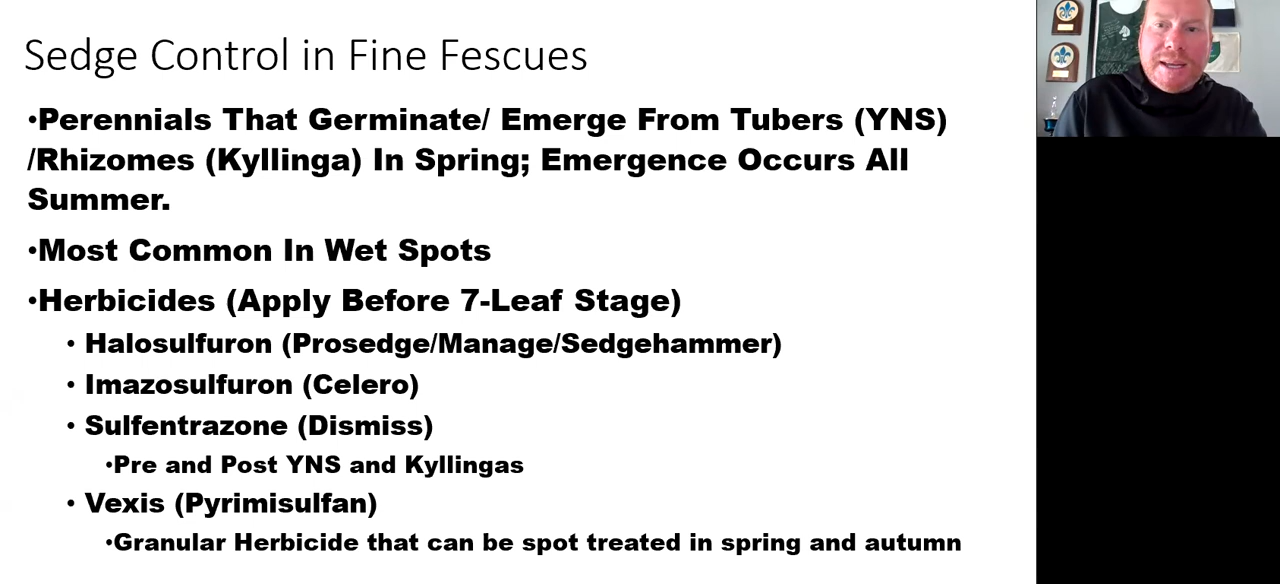 Sedge Control in Fine Fescues
•Perennials That Germinate/ Emerge From Tubers (YNS)
/Rhizomes (Kyllinga) In Spring; Emergence Occurs All
Summer.
•Most Common In Wet Spots
•Herbicides (Apply Before 7-Leaf Stage)
• Halosulfuron (Prosedge/Manage/Sedgehammer)
• Imazosulfuron (Celero)
• Sulfentrazone (Dismiss)
•Pre and Post YNS and Kyllingas
• Vexis (Pyrimisulfan)
•Granular Herbicide that can be spot treated in spring and autumn